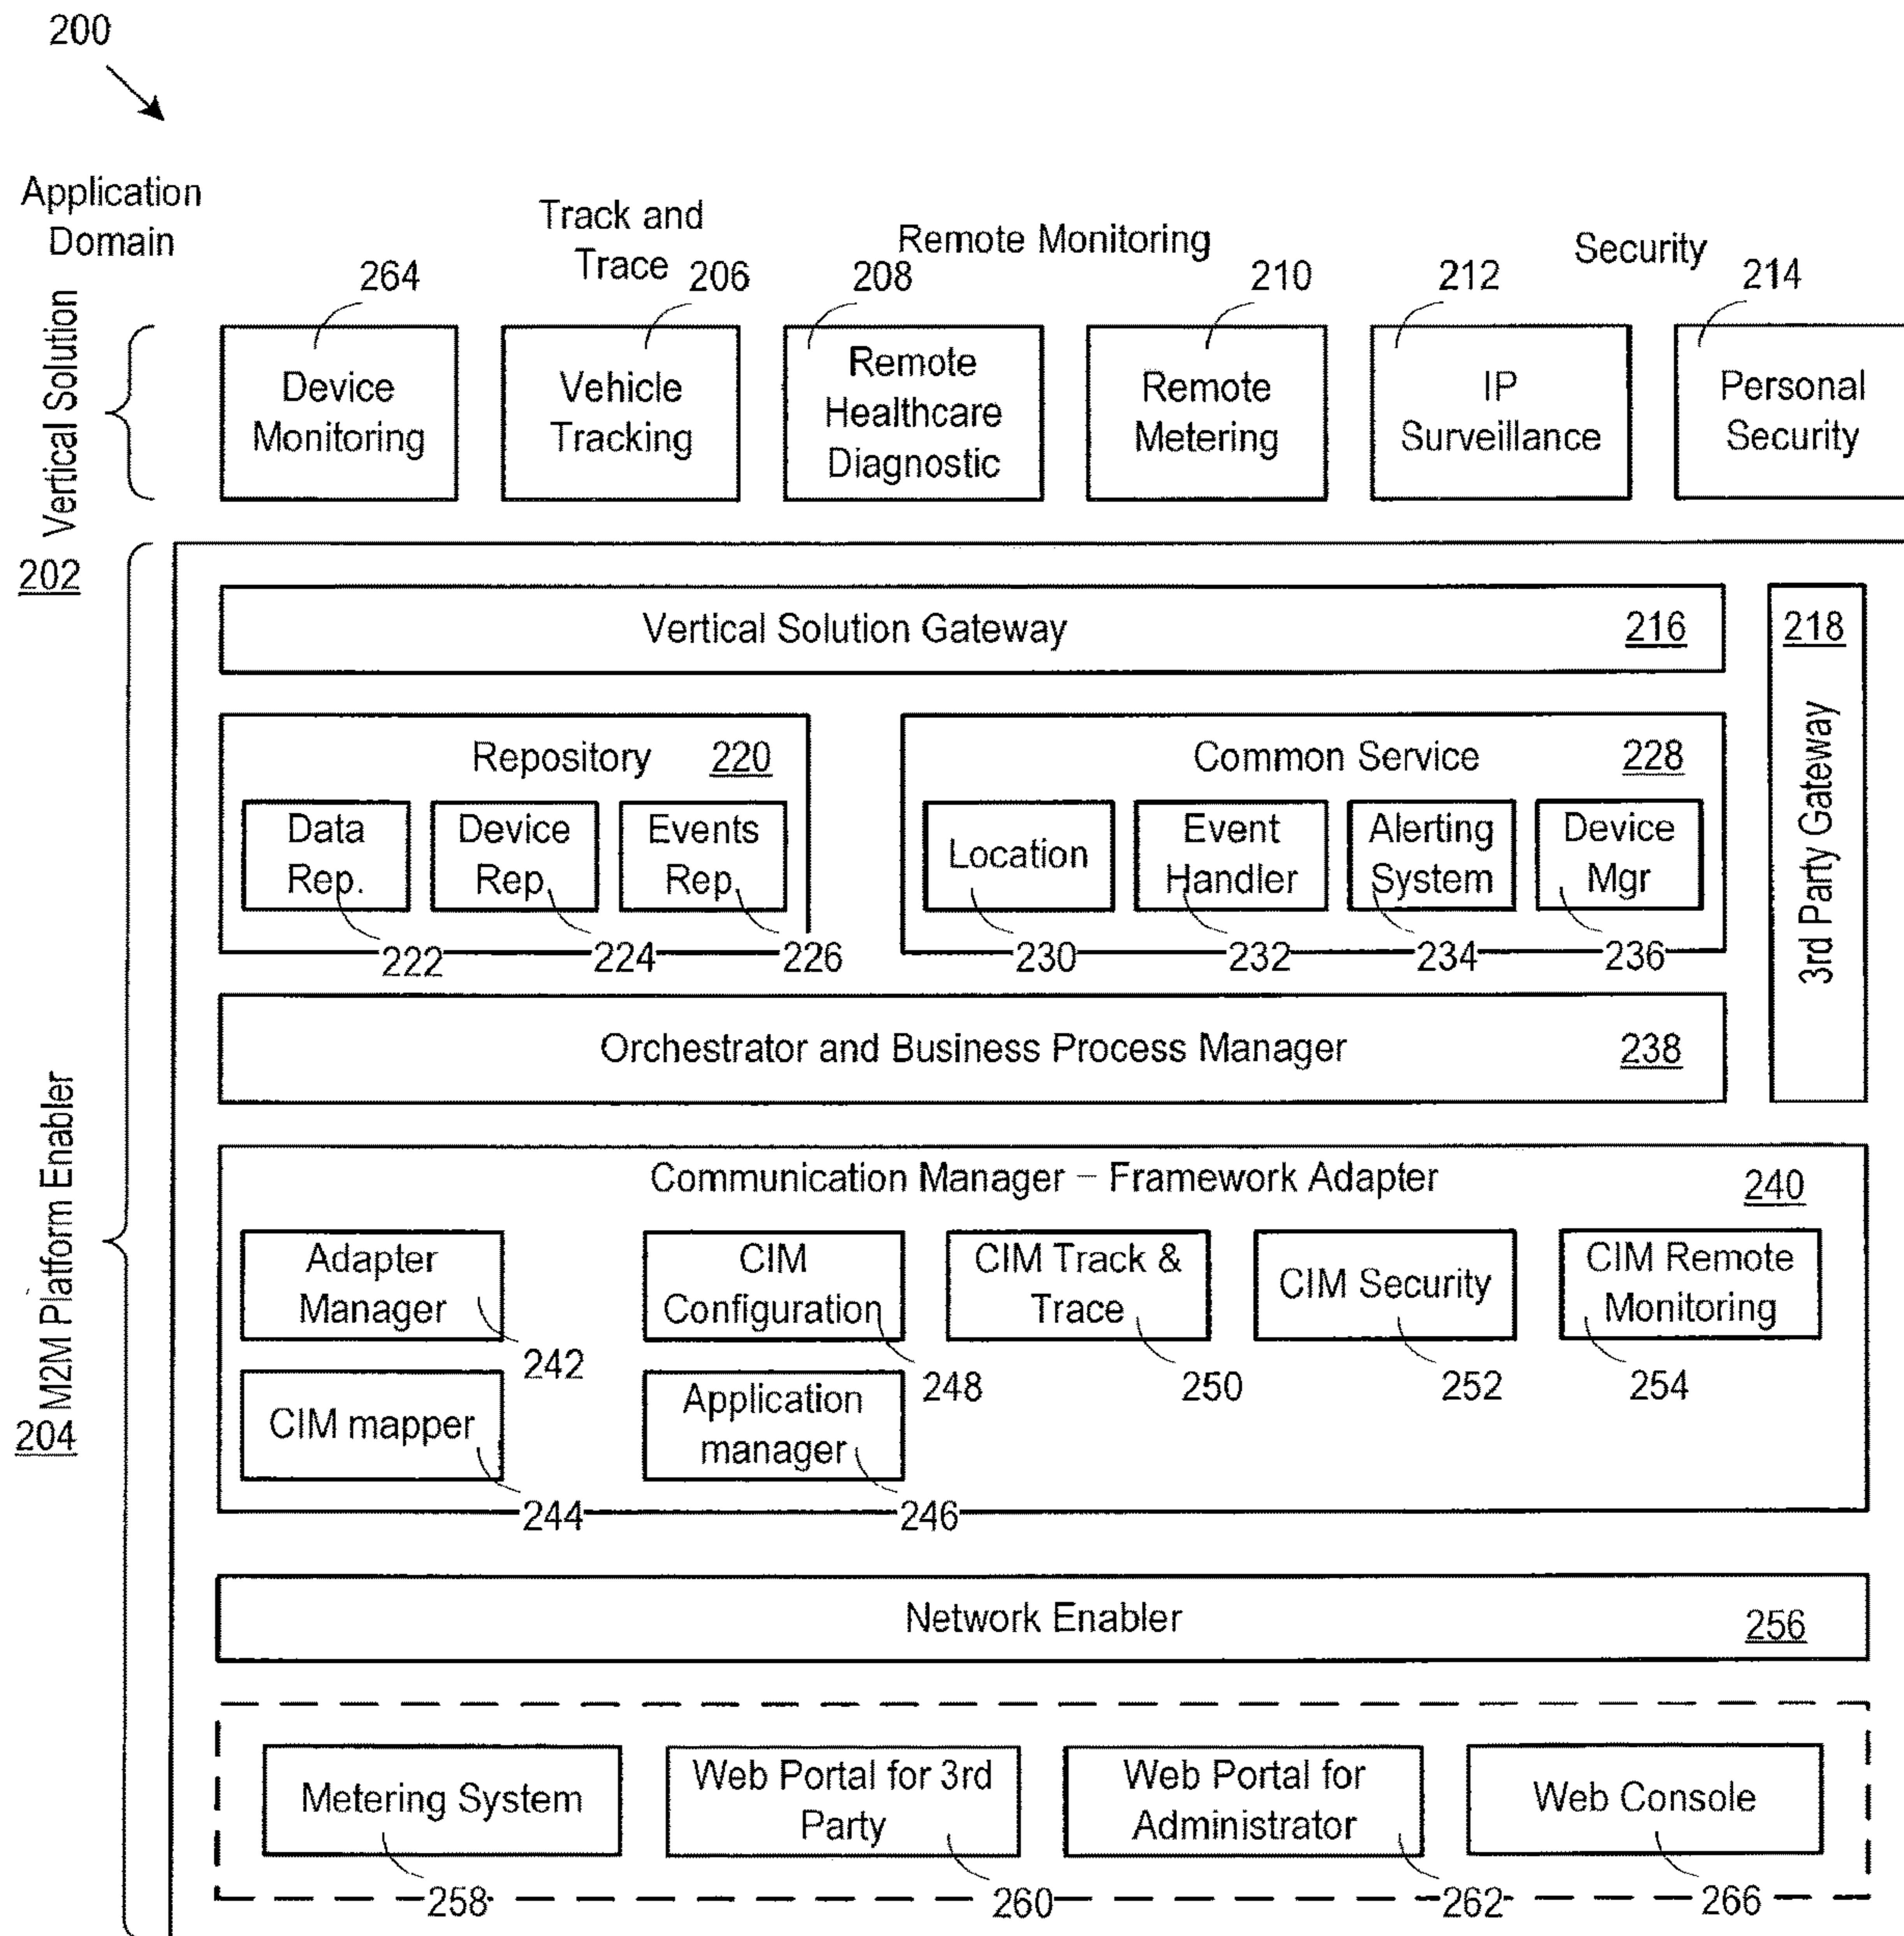 200
Application
Domain
Track and
Trace
Remote Monitoring
Security
264
206
208
210
212
214
Vertical Solution
202
Device
Monitoring
Vehicle
Tracking
Remote
Healthcare
Diagnostic
Remote
Metering
IP
Surveillance
Personal
Security
M2M Platform Enabler
204
Vertical Solution Gateway 216
218
3rd Party Gateway
Repository 220
Data
Rep.
Device
Rep.
Events
Rep.
222
224
226
Common Service 228
Location
Event
Handler
Alerting
System
Device
Mgr
230
232
234
236
Orchestrator and Business Process Manager 238
Communication Manager – Framework Adapter 240
Adapter
Manager
242
CIM
Configuration
248
CIM Track &
Trace
250
CIM Security
252
CIM Remote
Monitoring
254
CIM mapper
244
Application
manager
246
Network Enabler 256
Metering System
258
Web Portal for 3rd
Party
260
Web Portal for
Administrator
262
Web Console
266